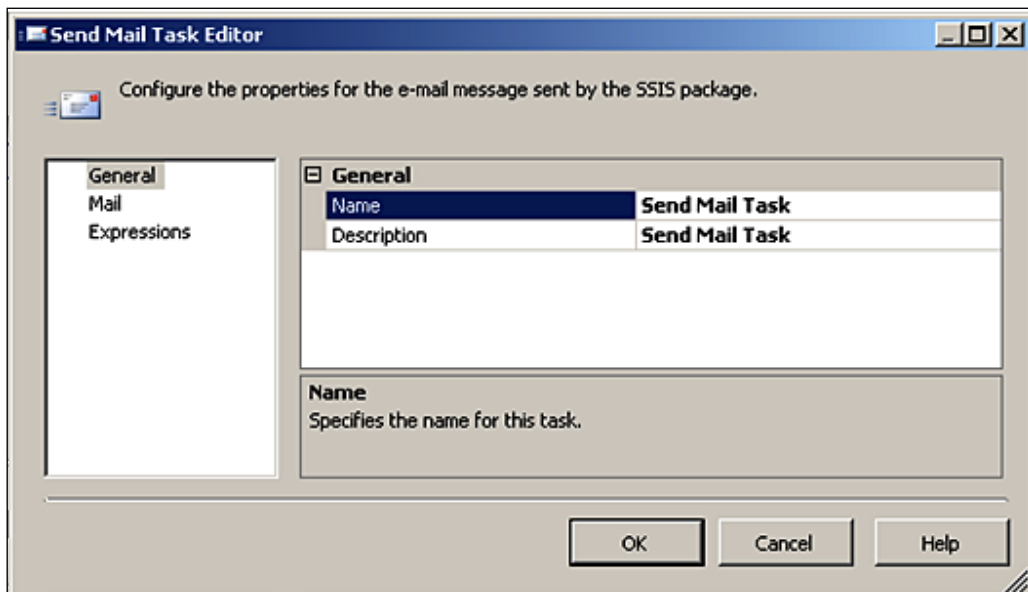 Send Mail Task Editor
Configure the properties for the e-mail message sent by the SSIS package.
General
Mail
Expressions
General
Name Send Mail Task
Description Send Mail Task
Name
Specifies the name for this task.
OK Cancel Help